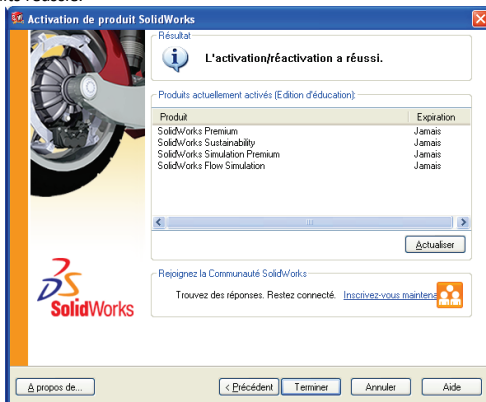 Activation de produit SolidWorks
Résultat
L'activation/réactivation a réussi.
Produits actuellement activés (Edition d'éducation):
Produit Expiration
SolidWorks Premium Jamais
SolidWorks Sustainability Jamais
SolidWorks Simulation Premium Jamais
SolidWorks Flow Simulation Jamais
Actualiser
Rejoignez la Communauté SolidWorks
Trouvez des réponses. Restez connecté. Inscrivez-vous maintena
SolidWorks
A propos de... < Précédent Terminer Annuler Aide